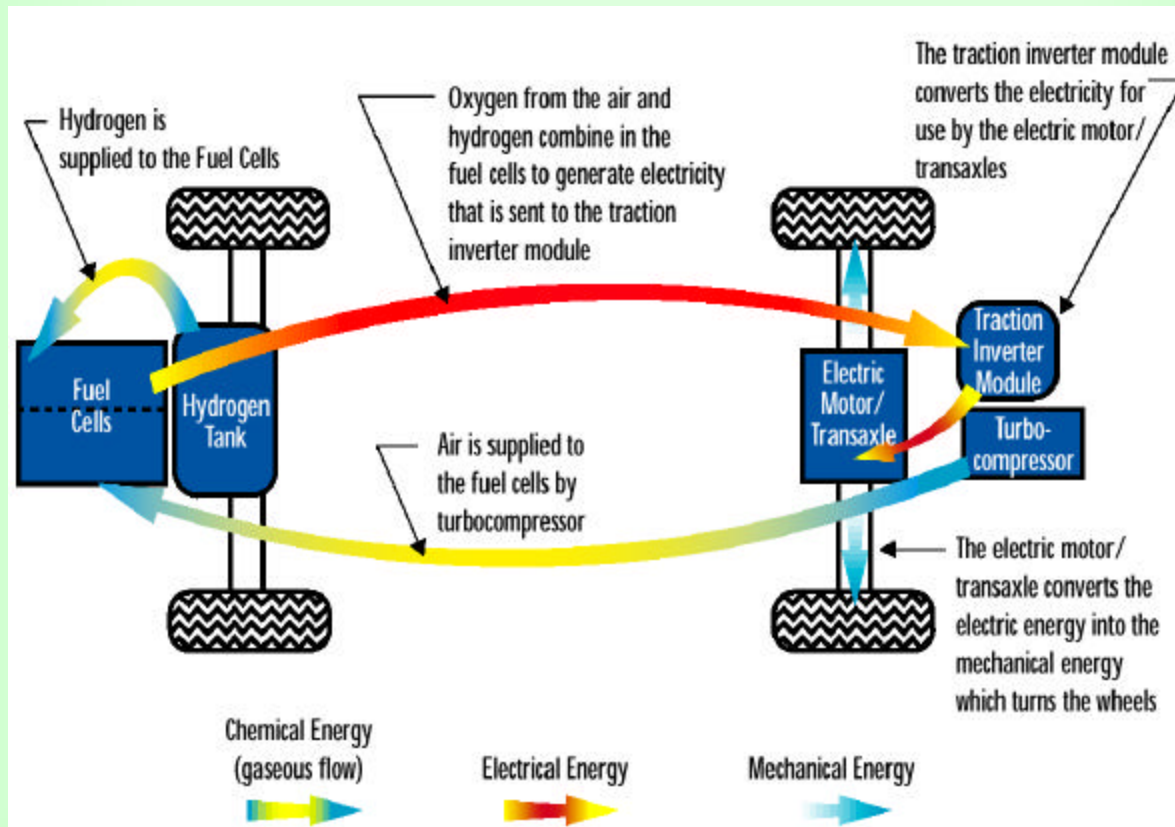 Hydrogen is
supplied to the Fuel Cells
Oxygen from the air and
hydrogen combine in the
fuel cells to generate electricity
that is sent to the traction
inverter module
The traction inverter module
converts the electricity for
use by the electric motor/
transaxles
Fuel
Cells
Hydrogen
Tank
Electric
Motor/
Transaxle
Traction
Inverter
Module
Turbo-
compressor
Air is supplied to
the fuel cells by
turbocompressor
The electric motor/
transaxle converts the
electric energy into the
mechanical energy
which turns the wheels
Chemical Energy
(gaseous flow)
Electrical Energy
Mechanical Energy